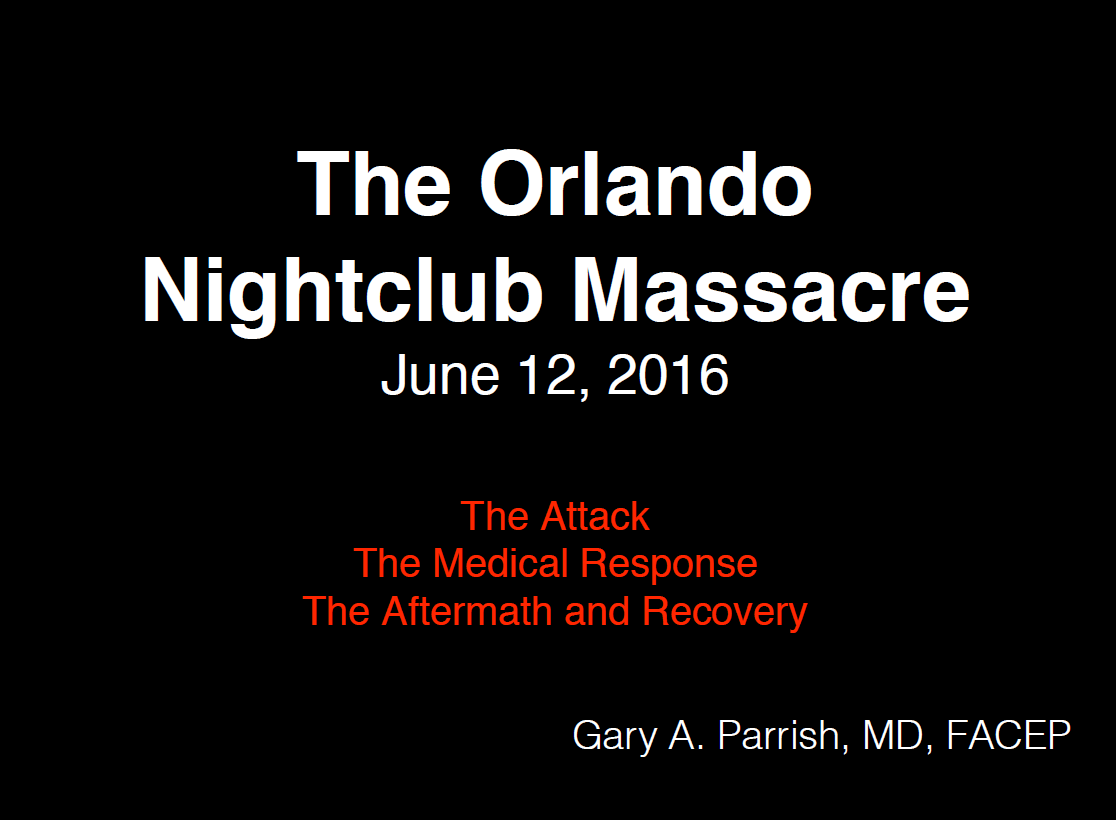 The Orlando
Nightclub Massacre
June 12, 2016
The Attack
The Medical Response
The Aftermath and Recovery
Gary A. Parrish, MD, FACEP